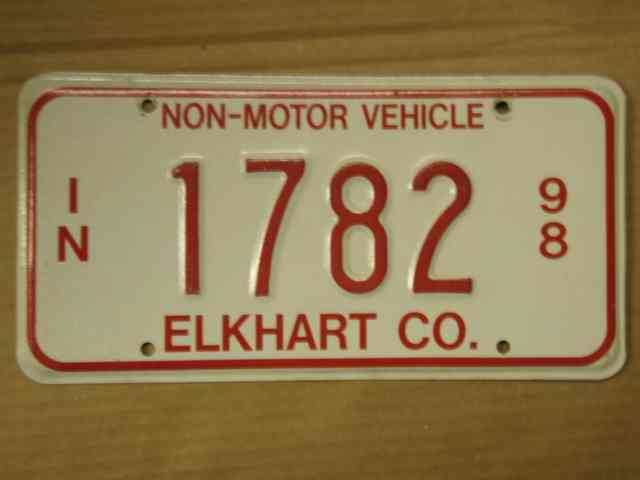 NON-MOTOR VEHICLE
IN
1782
98
ELKHART CO.